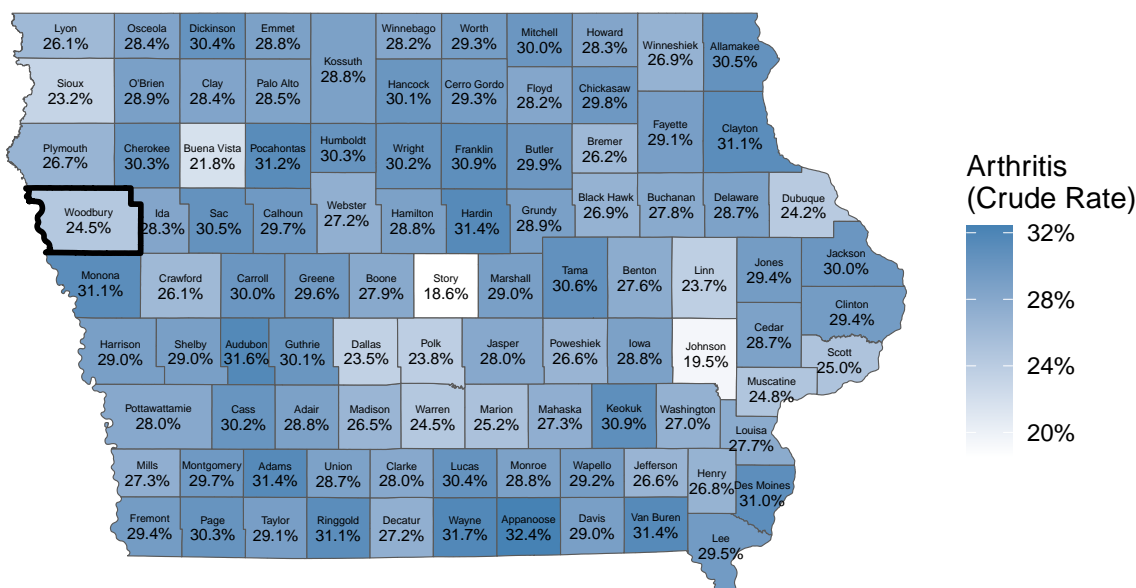 Lyon
26.1%
Osceola
28.4%
Dickinson
30.4%
Emmet
28.8%
Kossuth
28.8%
Winnebago
28.2%
Worth
29.3%
Mitchell
30.0%
Howard
28.3%
Winneshiek
26.9%
Allamakee
30.5%
Sioux
23.2%
O'Brien
28.9%
Clay
28.4%
Palo Alto
28.5%
Hancock
30.1%
Cerro Gordo
29.3%
Floyd
28.2%
Chickasaw
29.8%
Plymouth
26.7%
Cherokee
30.3%
Buena Vista
21.8%
Pocahontas
31.2%
Humboldt
30.3%
Wright
30.2%
Franklin
30.9%
Butler
29.9%
Bremer
26.2%
Fayette
29.1%
Clayton
31.1%
Woodbury
24.5%
Ida
28.3%
Sac
30.5%
Calhoun
29.7%
Webster
27.2%
Hamilton
28.8%
Hardin
31.4%
Grundy
28.9%
Black Hawk
26.9%
Buchanan
27.8%
Delaware
28.7%
Dubuque
24.2%
Monona
31.1%
Crawford
26.1%
Carroll
30.0%
Greene
29.6%
Boone
27.9%
Story
18.6%
Marshall
29.0%
Tama
30.6%
Benton
27.6%
Linn
23.7%
Jones
29.4%
Jackson
30.0%
Clinton
29.4%
Harrison
29.0%
Shelby
29.0%
Audubon
31.6%
Guthrie
30.1%
Dallas
23.5%
Polk
23.8%
Jasper
28.0%
Poweshiek
26.6%
Iowa
28.8%
Johnson
19.5%
Cedar
28.7%
Scott
25.0%
Muscatine
24.8%
Pottawattamie
28.0%
Cass
30.2%
Adair
28.8%
Madison
26.5%
Warren
24.5%
Marion
25.2%
Mahaska
27.3%
Keokuk
30.9%
Washington
27.0%
Louisa
27.7%
Mills
27.3%
Montgomery
29.7%
Adams
31.4%
Union
28.7%
Clarke
28.0%
Lucas
30.4%
Monroe
28.8%
Wapello
29.2%
Jefferson
26.6%
Henry
26.8%
Des Moines
31.0%
Fremont
29.4%
Page
30.3%
Taylor
29.1%
Ringgold
31.1%
Decatur
27.2%
Wayne
31.7%
Appanoose
32.4%
Davis
29.0%
Van Buren
31.4%
Lee
29.5%
Arthritis
(Crude Rate)
32%
28%
24%
20%